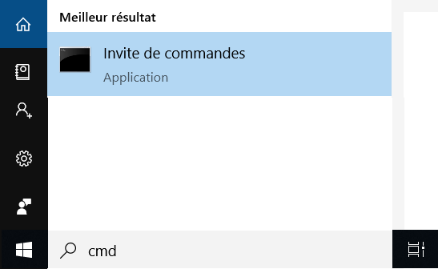 Meilleur résultat
Invite de commandes
Application
cmd